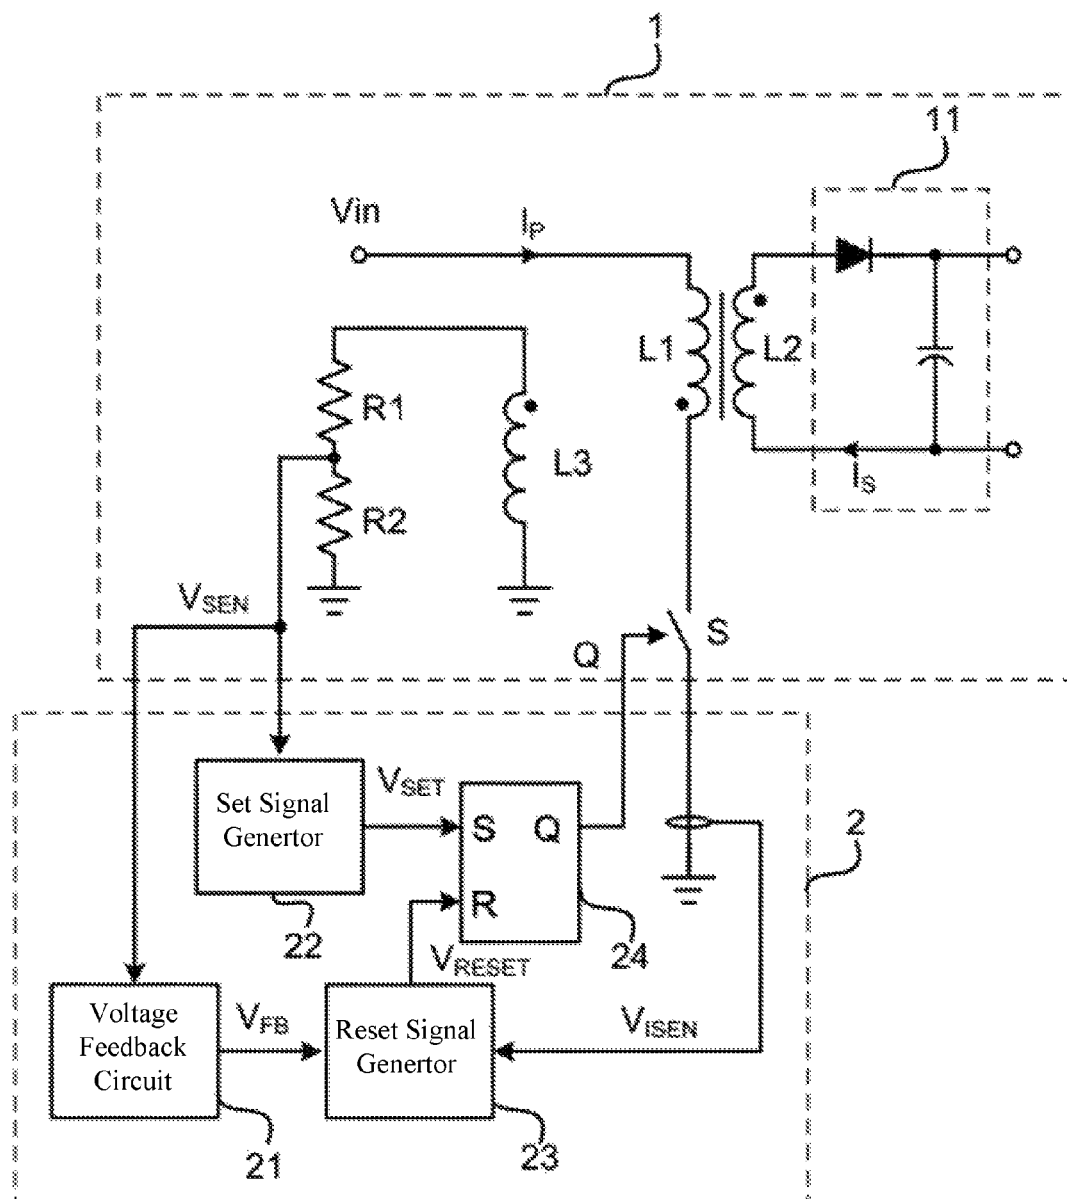 1
11
Vin
IP
L1
L2
R1
L3
IS
R2
VSEN
S
Q
Set Signal
Genertor
VSET
S Q
R
2
22
24
VRESET
Voltage
Feedback
Circuit
VFB
Reset Signal
Genertor
VISEN
21
23